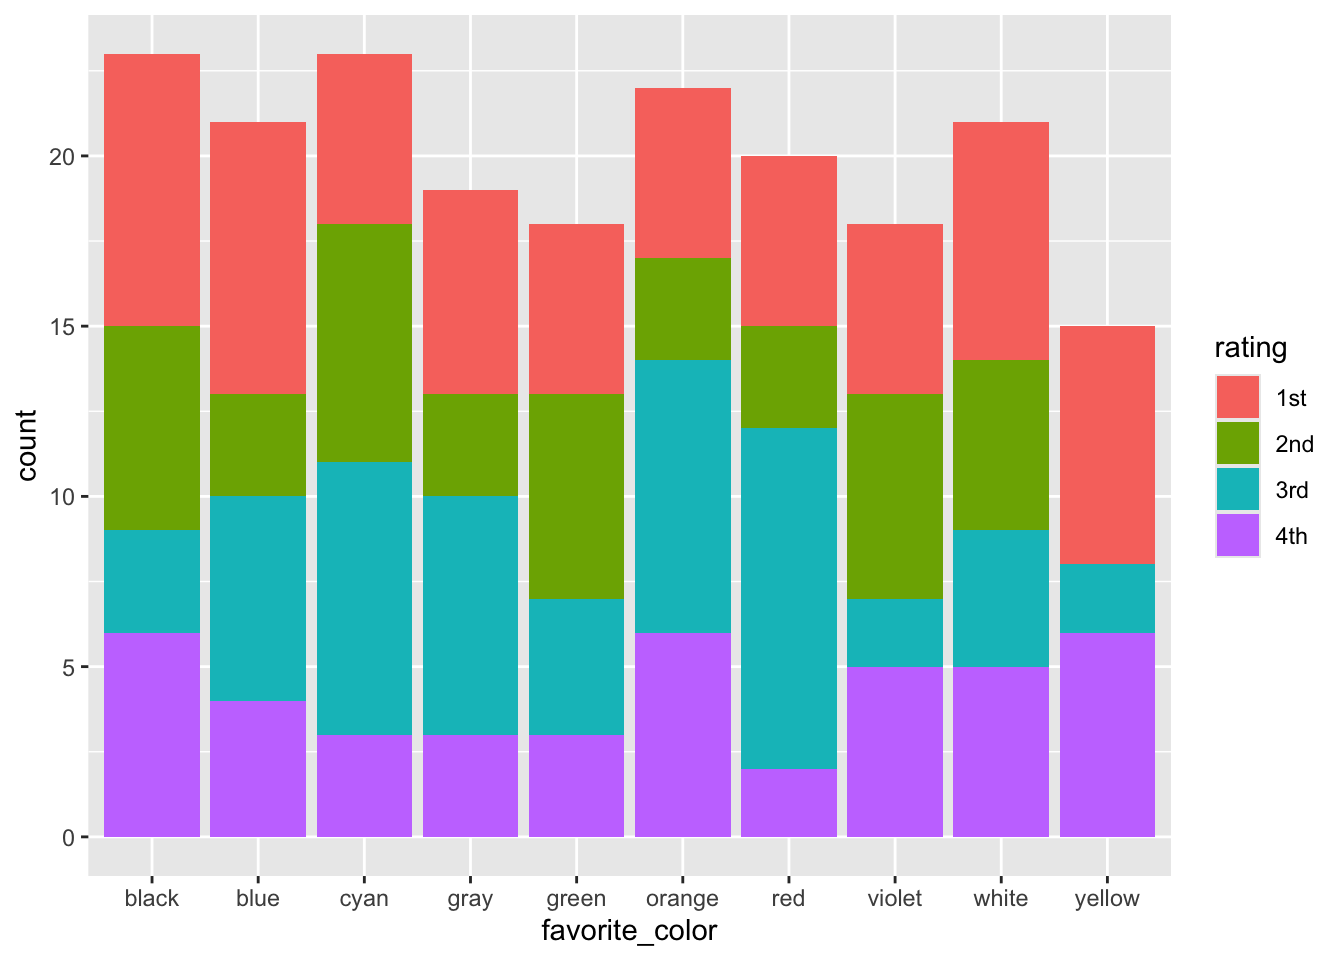 20
15
10
5
0
count
black blue cyan gray green orange red violet white yellow
favorite_color
rating
1st
2nd
3rd
4th